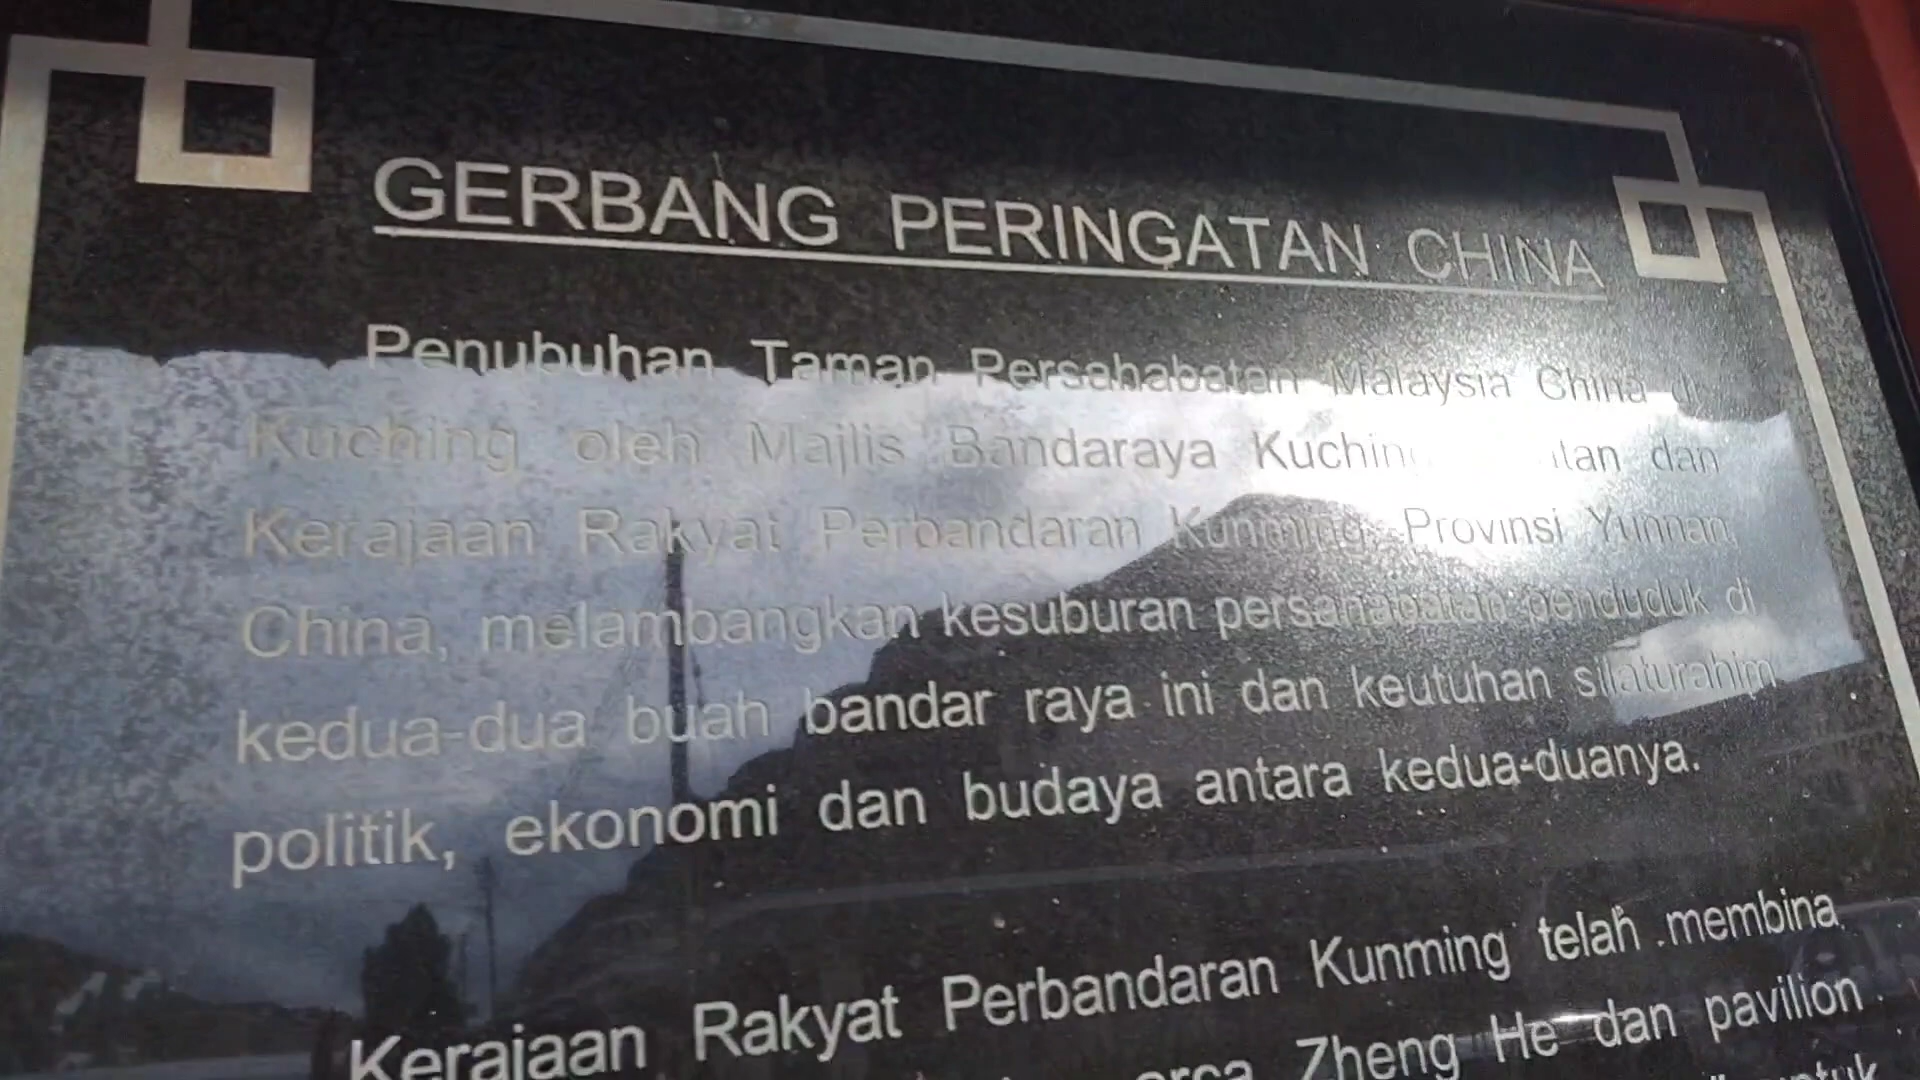 GERBANG PERINGATAN CHINA
Penubuhan Taman Persahabatan Malaysia China di
Kuching oleh Majlis Bandaraya Kuching dan
Kerajaan Rakyat Perbandaran Kunming, Provinsi Yunnan
China, melambangkan kesuburan persahabatan penduduk di
kedua-dua buah bandar raya ini dan keutuhan silaturahim
politik, ekonomi dan budaya antara kedua-duanya.
Kerajaan Rakyat Perbandaran Kunming telah membina
arca Zheng He dan pavilion